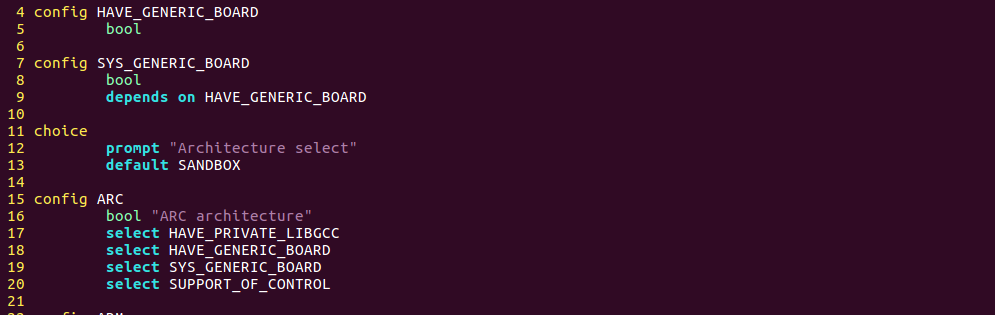 4 config HAVE_GENERIC_BOARD
5 bool
6
7 config SYS_GENERIC_BOARD
8 bool
9 depends on HAVE_GENERIC_BOARD
10
11 choice
12 prompt "Architecture select"
13 default SANDBOX
14
15 config ARC
16 bool "ARC architecture"
17 select HAVE_PRIVATE_LIBGCC
18 select HAVE_GENERIC_BOARD
19 select SYS_GENERIC_BOARD
20 select SUPPORT_OF_CONTROL
21